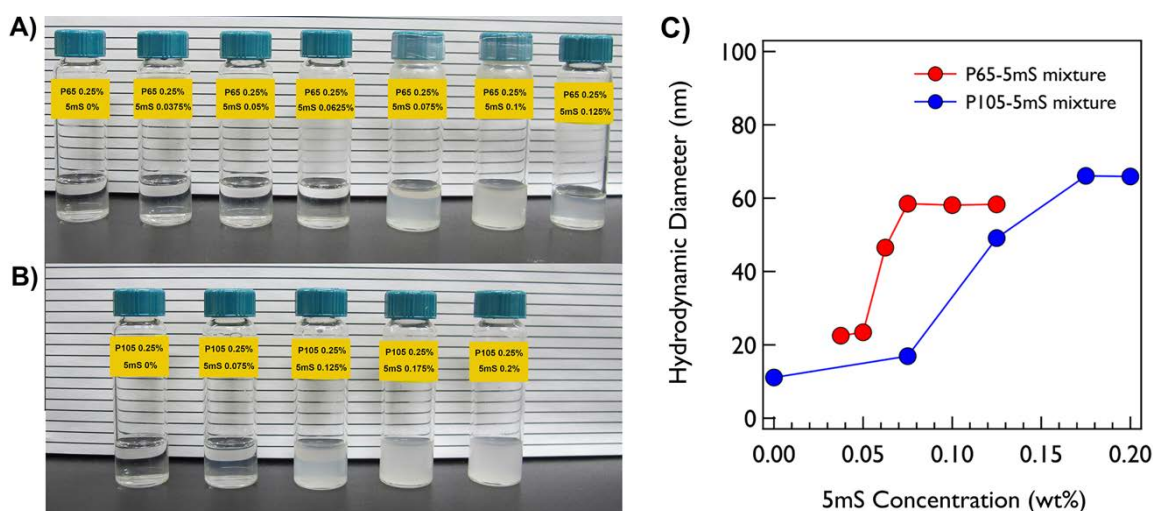 A)
P65 0.25%
5mS 0%
P65 0.25%
5mS 0.0375%
P65 0.25%
5mS 0.05%
P65 0.25%
5mS 0.0625%
P65 0.25%
5mS 0.075%
P65 0.25%
5mS 0.1%
P65 0.25%
5mS 0.125%
B)
P105 0.25%
5mS 0%
P105 0.25%
5mS 0.075%
P105 0.25%
5mS 0.125%
P105 0.25%
5mS 0.175%
P105 0.25%
5mS 0.2%
C)
Hydrodynamic Diameter (nm)
100
80
60
40
20
0
P65-5mS mixture
P105-5mS mixture
0.00 0.05 0.10 0.15 0.20
5mS Concentration (wt%)